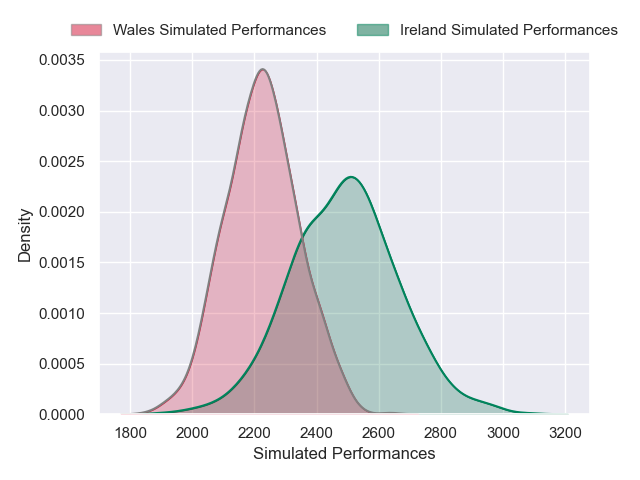 Wales Simulated Performances Ireland Simulated Performances
0.0035
0.0030
0.0025
0.0020
0.0015
0.0010
0.0005
0.0000
Density
1800 2000 2200 2400 2600 2800 3000 3200
Simulated Performances